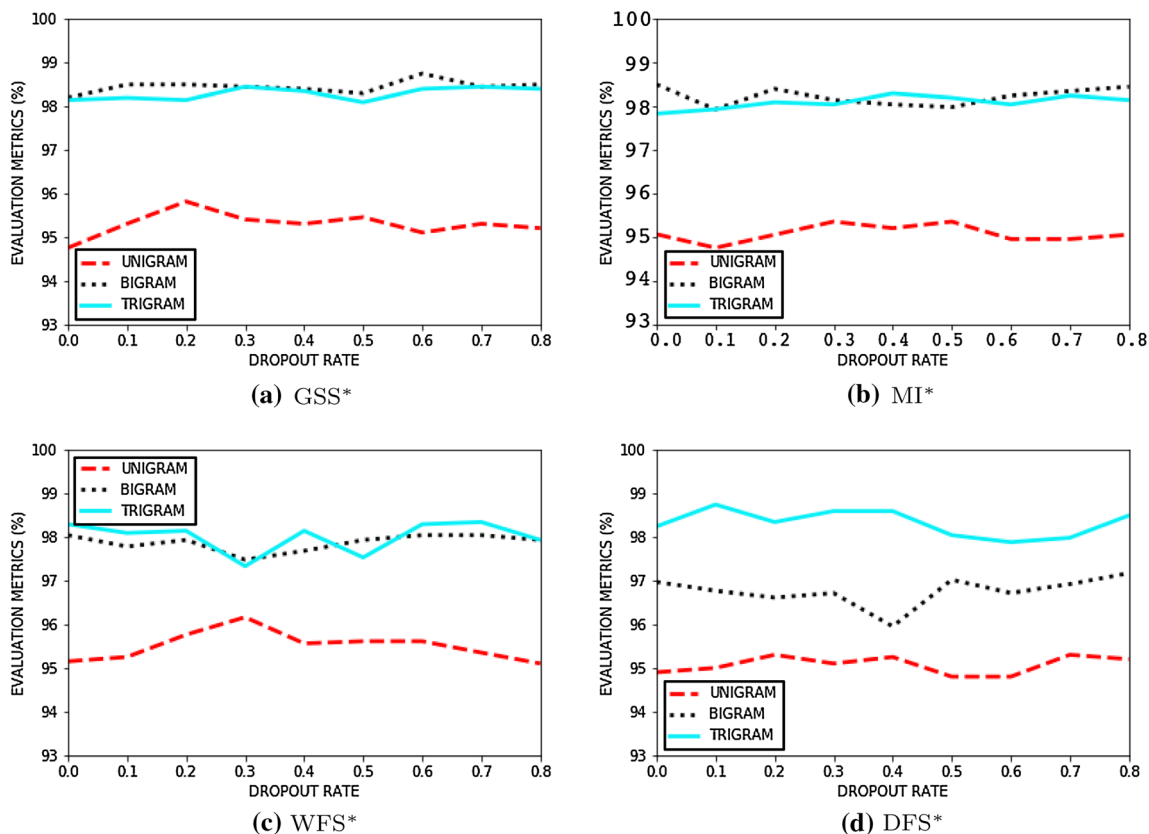 100
99
98
97
96
95
94
93
EVALUATION METRICS (%)
UNIGRAM
BIGRAM
TRIGRAM
0.0 0.1 0.2 0.3 0.4 0.5 0.6 0.7 0.8
DROPOUT RATE
(a) GSS*
100
99
98
97
96
95
94
93
EVALUATION METRICS (%)
UNIGRAM
BIGRAM
TRIGRAM
0.0 0.1 0.2 0.3 0.4 0.5 0.6 0.7 0.8
DROPOUT RATE
(b) MI*
100
99
98
97
96
95
94
93
EVALUATION METRICS (%)
UNIGRAM
BIGRAM
TRIGRAM
0.0 0.1 0.2 0.3 0.4 0.5 0.6 0.7 0.8
DROPOUT RATE
(c) WFS*
100
99
98
97
96
95
94
93
EVALUATION METRICS (%)
UNIGRAM
BIGRAM
TRIGRAM
0.0 0.1 0.2 0.3 0.4 0.5 0.6 0.7 0.8
DROPOUT RATE
(d) DFS*